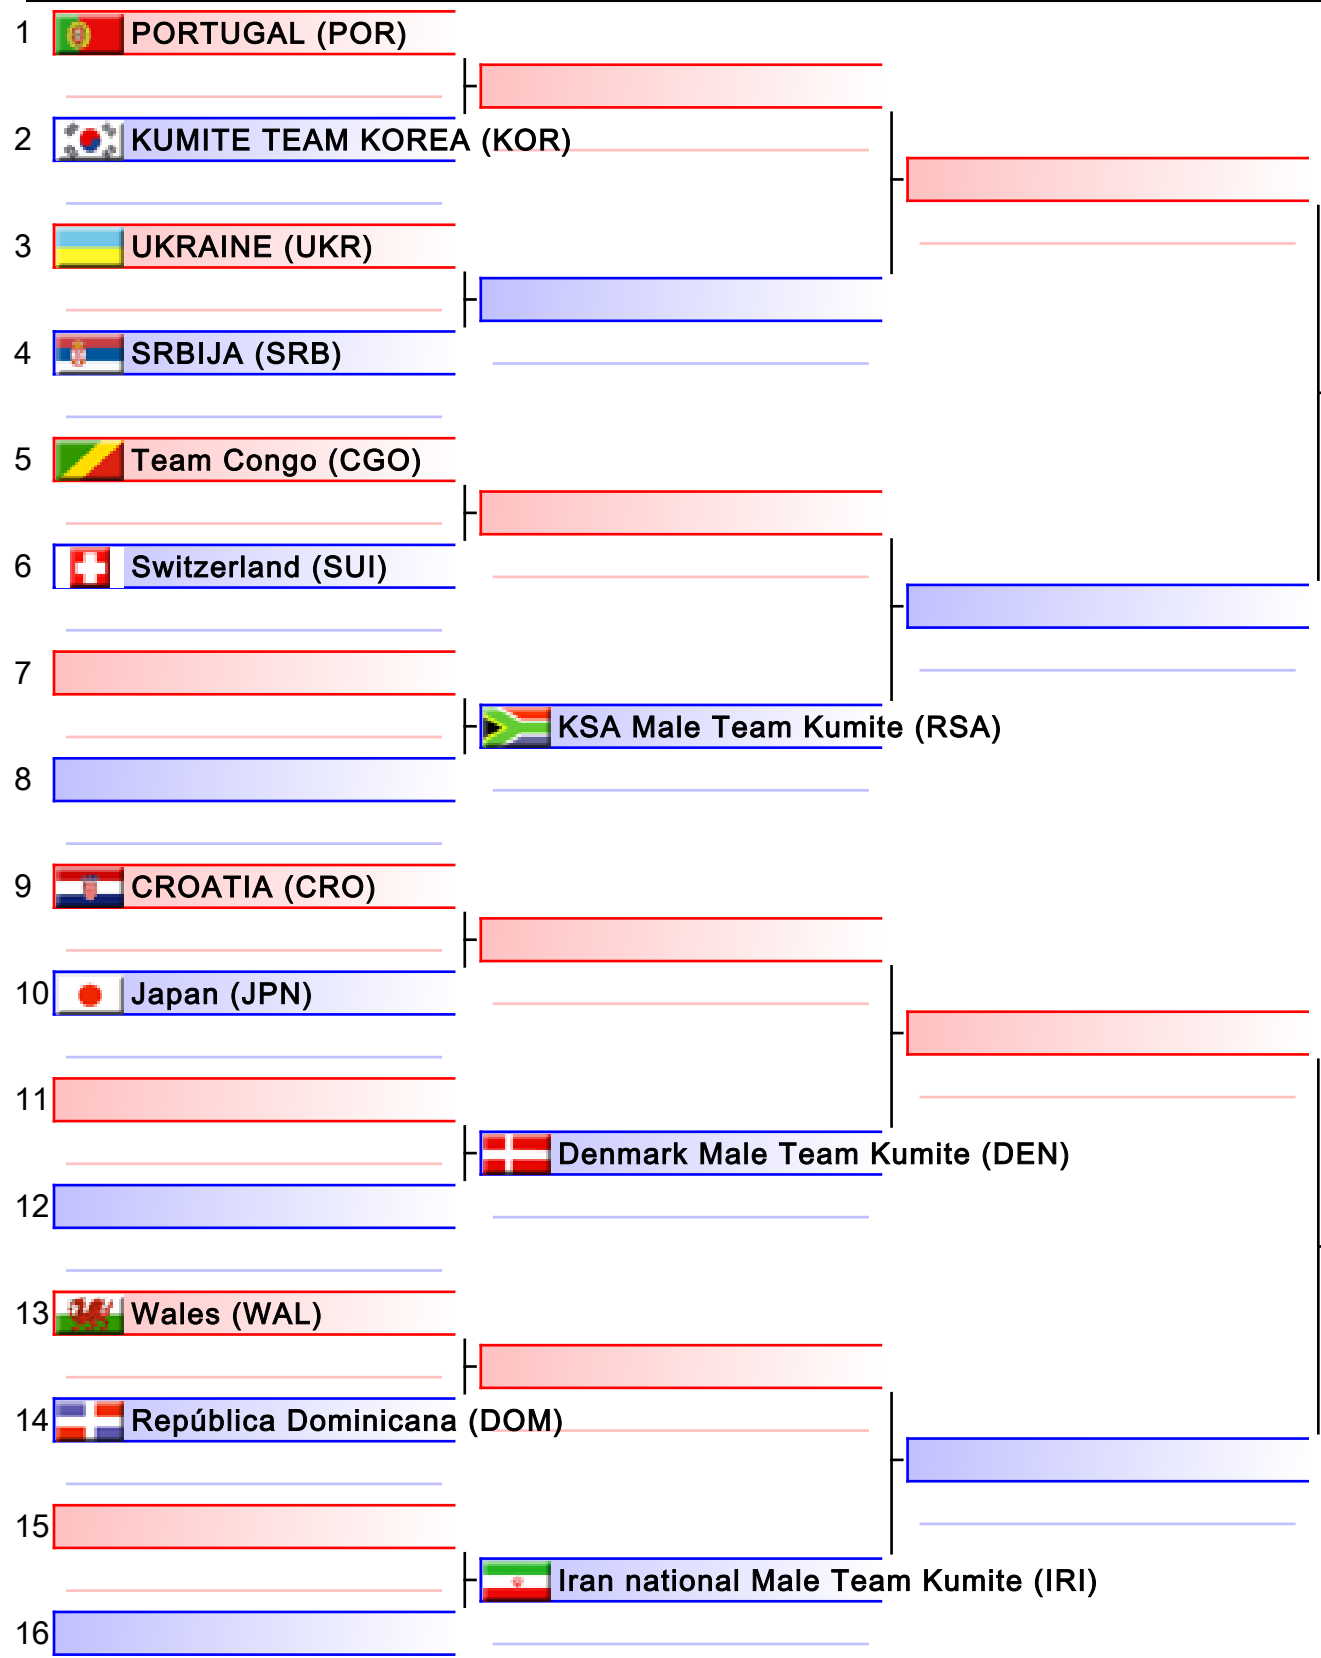 1 PORTUGAL (POR)
2 KUMITE TEAM KOREA (KOR)
3 UKRAINE (UKR)
4 SRBIJA (SRB)
5 Team Congo (CGO)
6 Switzerland (SUI)
7
KSA Male Team Kumite (RSA)
8
9 CROATIA (CRO)
10 Japan (JPN)
11
Denmark Male Team Kumite (DEN)
12
13 Wales (WAL)
14 República Dominicana (DOM)
15
Iran national Male Team Kumite (IRI)
16